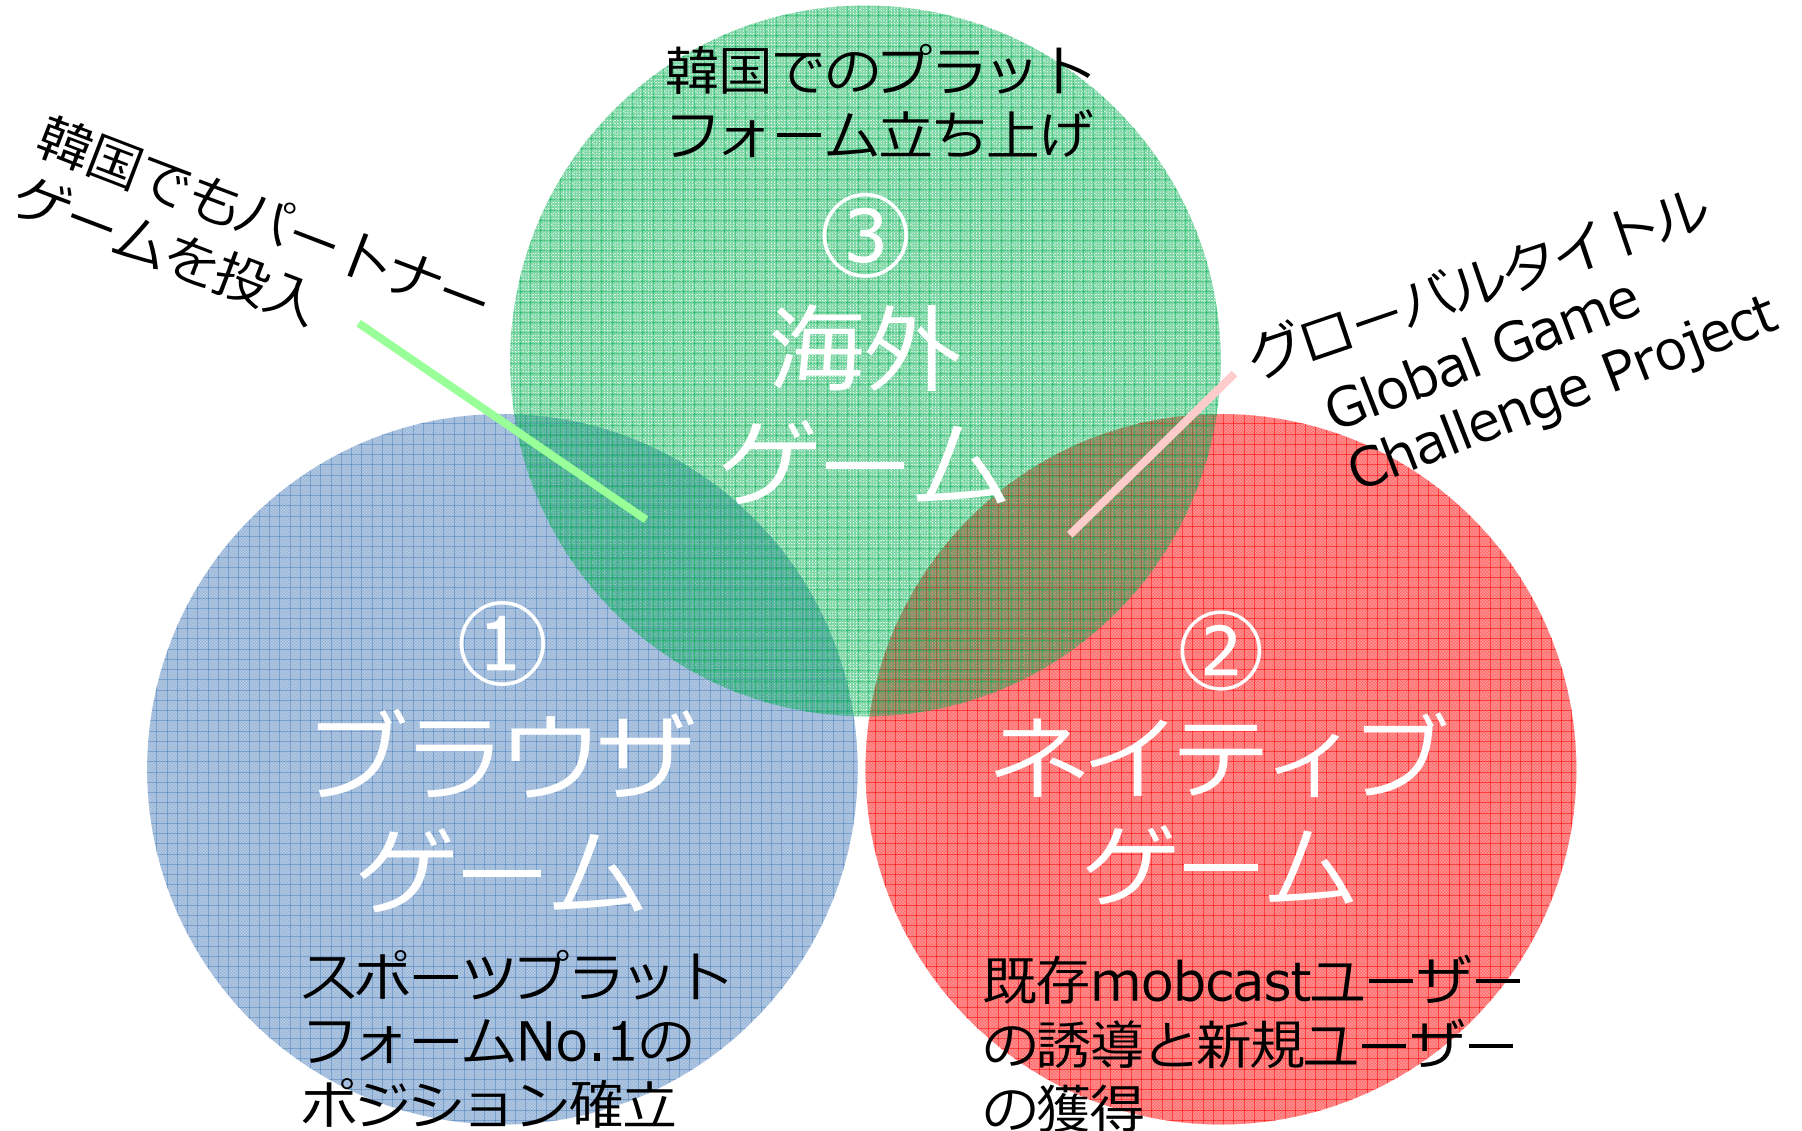 韓国でのプラット
フォーム立ち上げ
韓国でもパートナー
ゲームを投入
グローバルタイトル
Global Game
Challenge Project
③
海外
ゲーム
①
ブラウザ
ゲーム
スポーツプラット
フォームNo.1の
ポジション確立
②
ネイティブ
ゲーム
既存mobcastユーザー
の誘導と新規ユーザー
の獲得